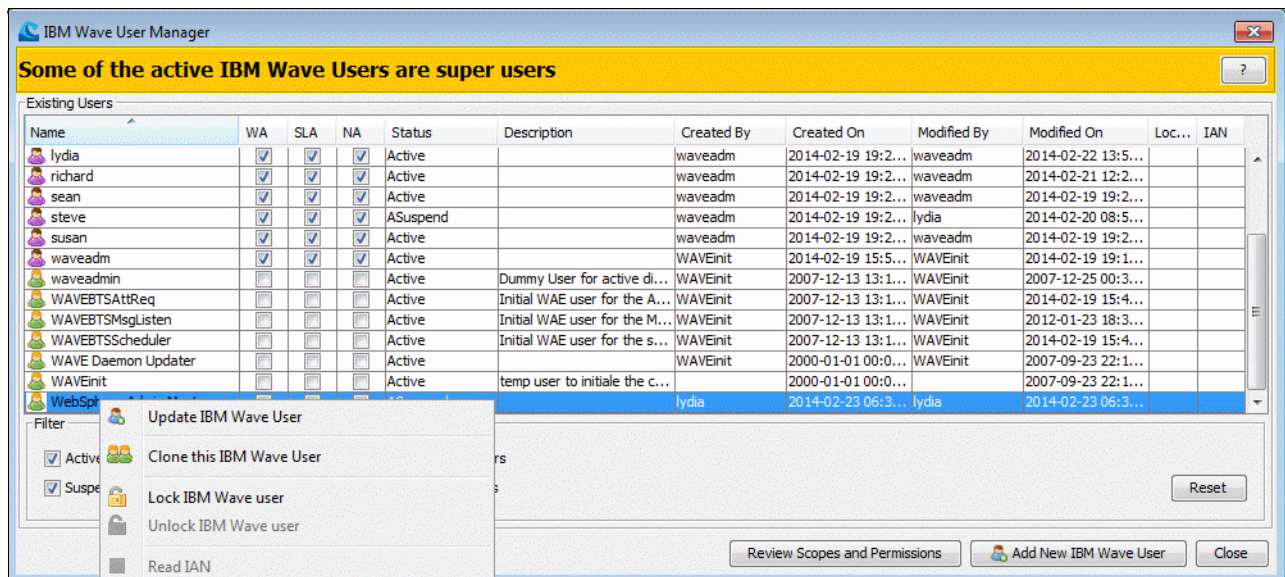 IBM Wave User Manager
Some of the active IBM Wave Users are super users
?
Existing Users
Name WA SLA NA Status Description Created By Created On Modified By Modified On Loc... IAN
lydia Active waveadm 2014-02-19 19:2... waveadm 2014-02-22 13:5...
richard Active waveadm 2014-02-19 19:2... waveadm 2014-02-21 12:2...
sean Active waveadm 2014-02-19 19:2... waveadm 2014-02-19 19:2...
steve ASuspend waveadm 2014-02-19 19:2... lydia 2014-02-20 08:5...
susan Active waveadm 2014-02-19 19:2... waveadm 2014-02-19 19:2...
waveadm Active WAVEinit 2014-02-19 15:5... WAVEinit 2014-02-19 19:1...
waveadmin Active Dummy User for active di... WAVEinit 2007-12-13 13:1... WAVEinit 2007-12-25 00:3...
WAVEBTSAttReq Active Initial WAE user for the A... WAVEinit 2007-12-13 13:1... WAVEinit 2014-02-19 15:4...
WAVEBTSMsgListen Active Initial WAE user for the M... WAVEinit 2007-12-13 13:1... WAVEinit 2012-01-23 18:3...
WAVEBTSScheduler Active Initial WAE user for the s... WAVEinit 2007-12-13 13:1... WAVEinit 2014-02-19 15:4...
WAVE Daemon Updater Active WAVEinit 2000-01-01 00:0... WAVEinit 2007-09-23 22:1...
WAVEinit Active temp user to initiale the c... 2000-01-01 00:0... 2007-09-23 22:1...
WebSph lydia 2014-02-23 06:3... lydia 2014-02-23 06:3...
Filter
Update IBM Wave User
Active Clone this IBM Wave User rs
Suspe Lock IBM Wave user s Reset
Unlock IBM Wave user
Review Scopes and Permissions Add New IBM Wave User Close
Read IAN